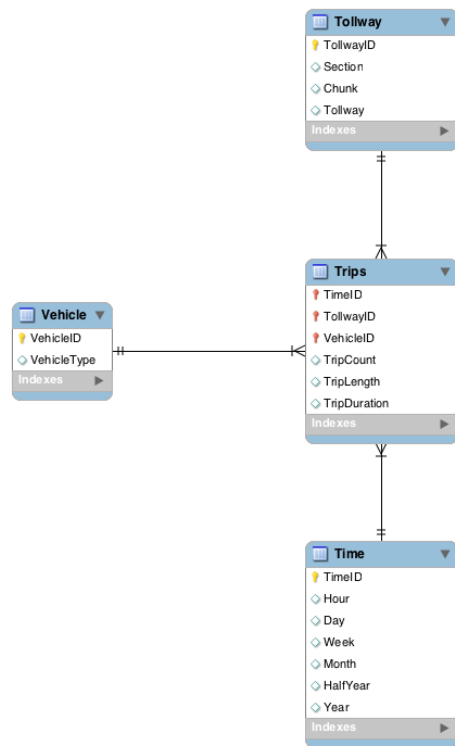 Tollway
TollwayID
Section
Chunk
Tollway
Indexes
Trips
TimeID
TollwayID
VehicleID
TripCount
TripLength
TripDuration
Indexes
Vehicle
VehicleID
VehicleType
Indexes
Time
TimeID
Hour
Day
Week
Month
HalfYear
Year
Indexes